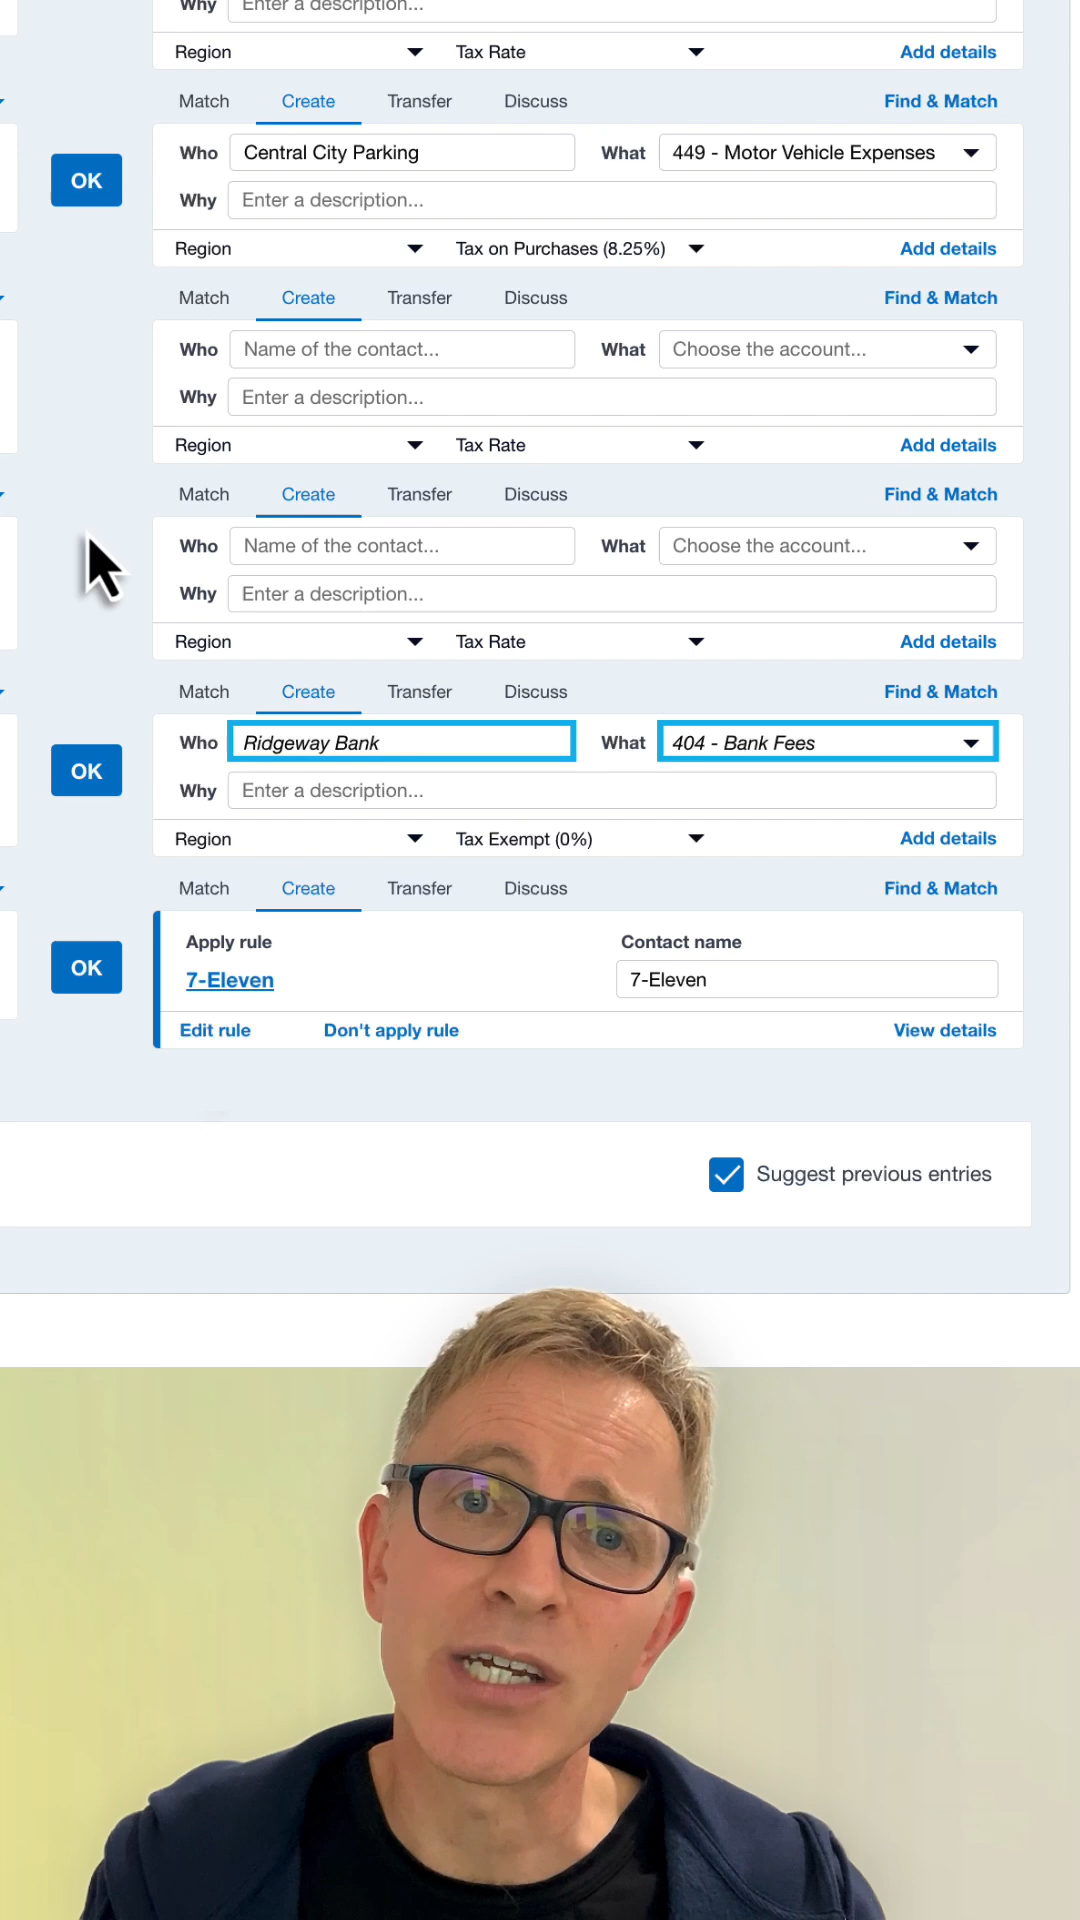 Why Enter a description...
Region Tax Rate Add details
Match Create Transfer Discuss Find & Match
Who Central City Parking What 449 - Motor Vehicle Expenses
OK
Why Enter a description...
Region Tax on Purchases (8.25%) Add details
Match Create Transfer Discuss Find & Match
Who Name of the contact... What Choose the account...
Why Enter a description...
Region Tax Rate Add details
Match Create Transfer Discuss Find & Match
Who Name of the contact... What Choose the account...
Why Enter a description...
Region Tax Rate Add details
Match Create Transfer Discuss Find & Match
Who Ridgeway Bank What 404 - Bank Fees
OK
Why Enter a description...
Region Tax Exempt (0%) Add details
Match Create Transfer Discuss Find & Match
Apply rule Contact name
OK 7-Eleven 7-Eleven
Edit rule Don't apply rule View details
Suggest previous entries